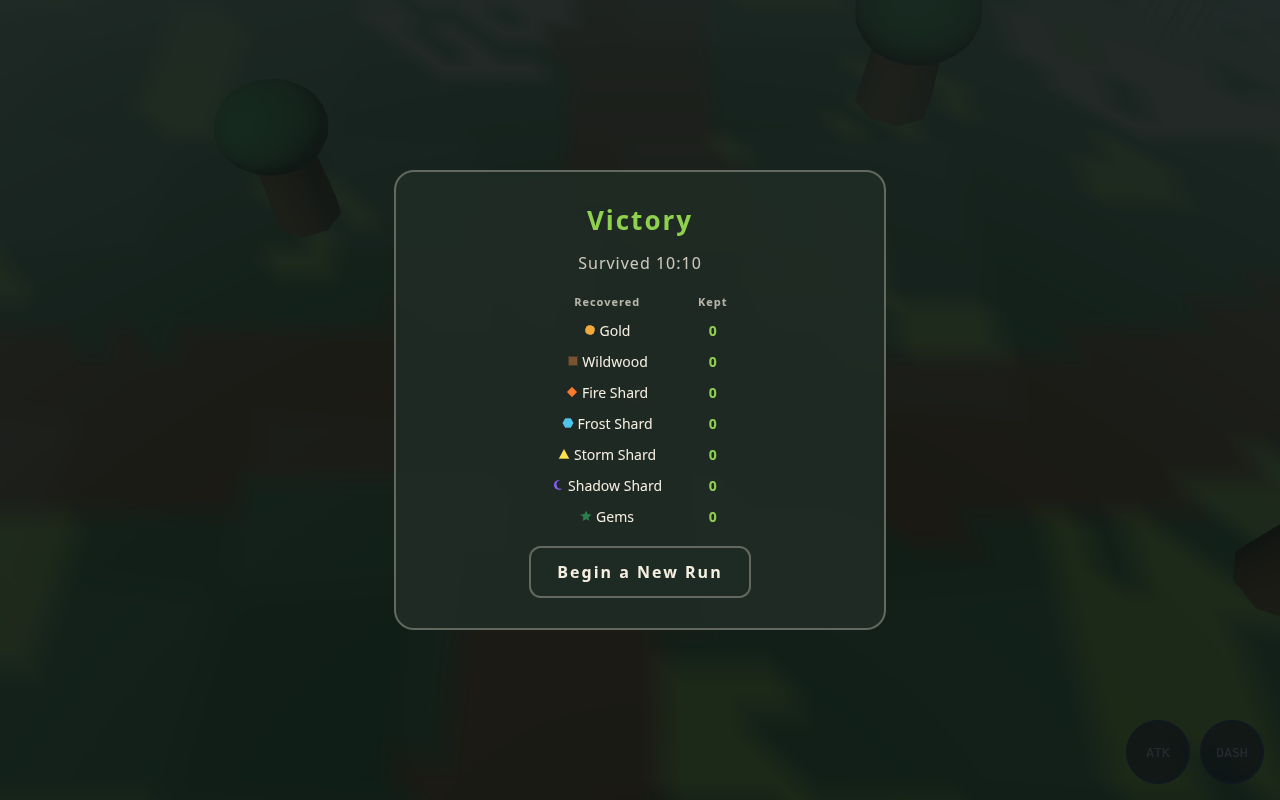 Victory
Survived 10:10
Recovered Kept
Gold 0
Wildwood 0
Fire Shard 0
Frost Shard 0
Storm Shard 0
Shadow Shard 0
Gems 0
Begin a New Run
ATK DASH